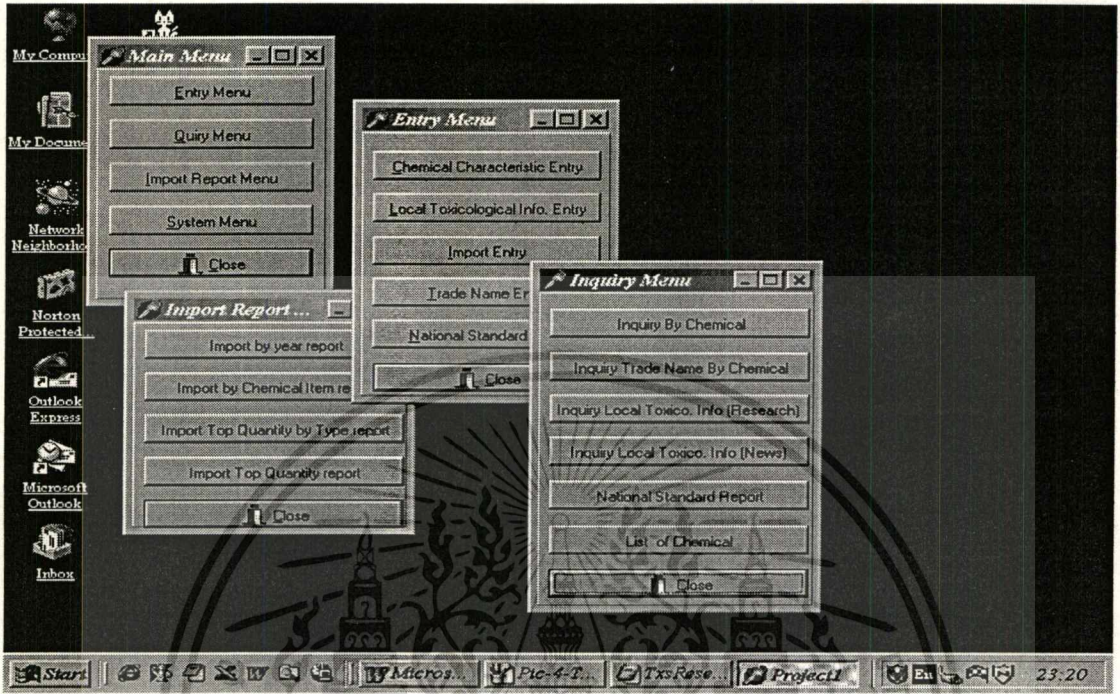 My Compu
My Docume
Network
Neighborho
Norton
Protected...
Outlook
Express
Microsoft
Outlook
Inbox
Main Menu
Entry Menu
Quiry Menu
Import Report Menu
System Menu
Close
Entry Menu
Chemical Characteristic Entry
Local Toxicological Info. Entry
Import Entry
Trade Name En
National Standard
Close
Import Report ...
Import by year report
Import by Chemical Item re
Import Top Quantity by Type report
Import Top Quantity report
Close
Inquiry Menu
Inquiry By Chemical
Inquiry Trade Name By Chemical
Inquiry Local Toxico. Info (Research)
Inquiry Local Toxico. Info (News)
National Standard Report
List of Chemical
Close
Start Micros... Pic-4-T... TxsRese... Project1 En 23:20